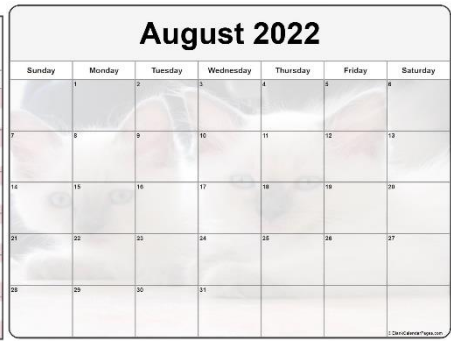 August 2022
Sunday Monday Tuesday Wednesday Thursday Friday Saturday
1 2 3 4 5 6
7 8 9 10 11 12 13
14 15 16 17 18 19 20
21 22 23 24 25 26 27
28 29 30 31